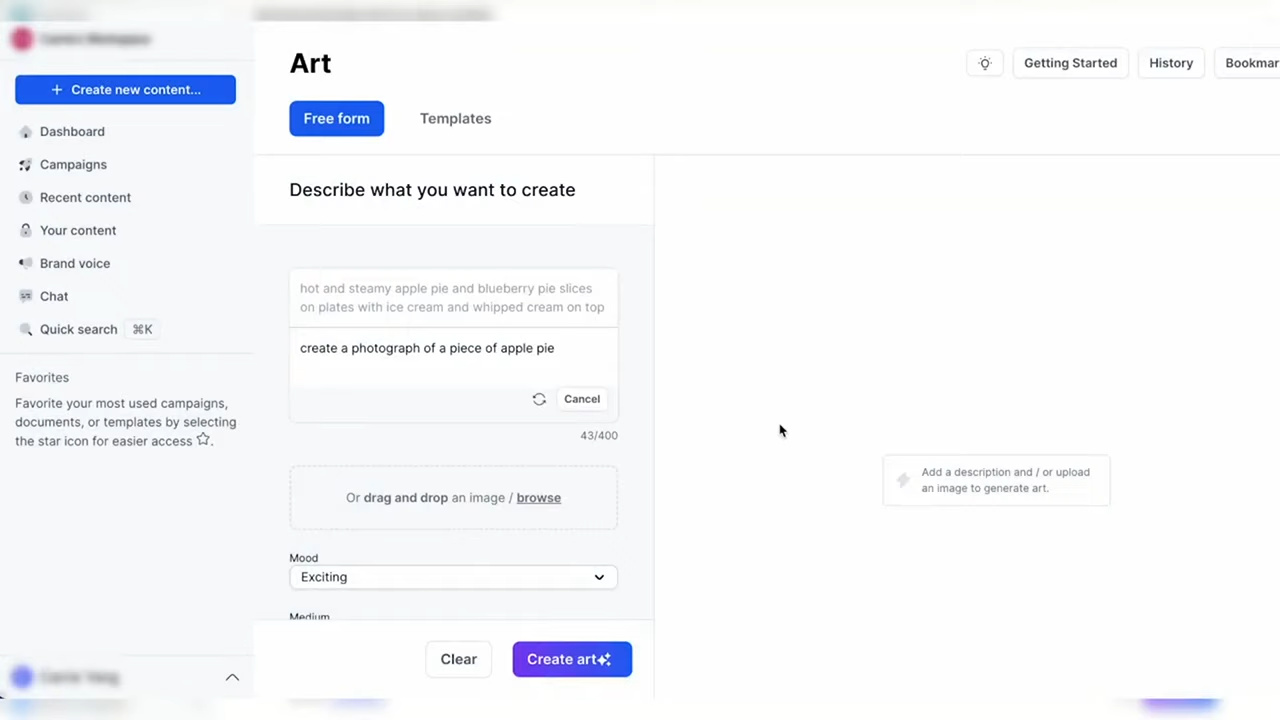 Art
Getting Started
History
Bookmar
+ Create new content...
Free form
Templates
Dashboard
Campaigns
Recent content
Your content
Brand voice
Chat
Quick search ⌘K
Favorites
Favorite your most used campaigns,
documents, or templates by selecting
the star icon for easier access ☆.
Describe what you want to create
hot and steamy apple pie and blueberry pie slices
on plates with ice cream and whipped cream on top
create a photograph of a piece of apple pie
Cancel
43/400
Or drag and drop an image / browse
Mood
Exciting
Medium
Clear
Create art
Add a description and / or upload
an image to generate art.